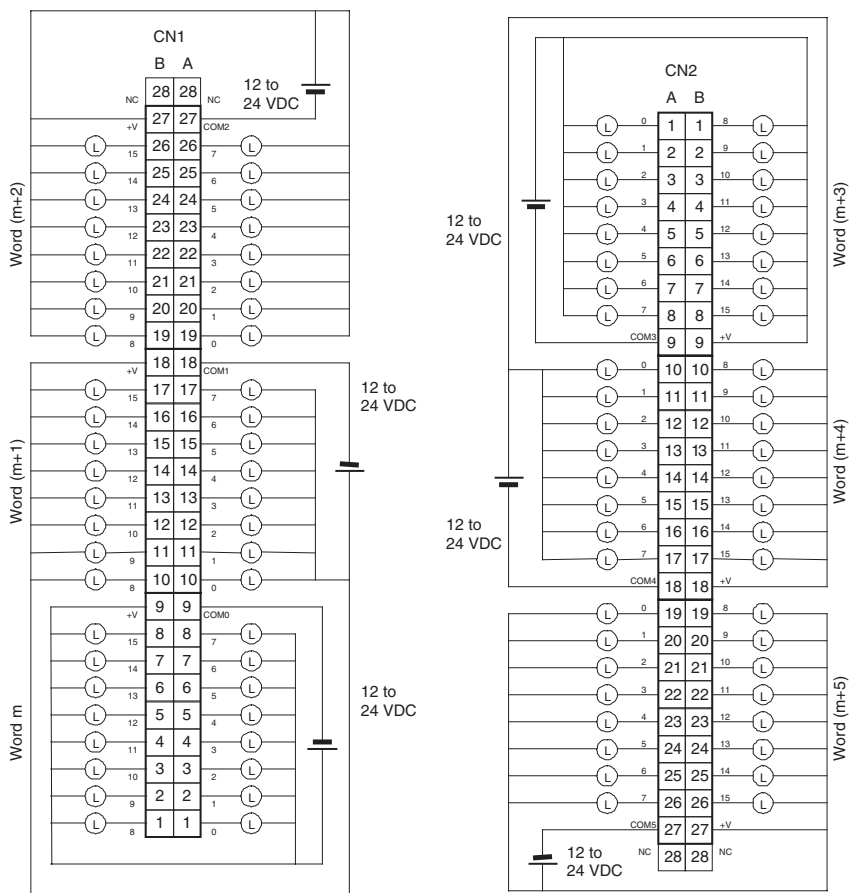 CN1
B A
12 to
24 VDC
NC 28 28 NC
+V 27 27 COM2
L 15 26 26 7 L
L 14 25 25 6 L
L 13 24 24 5 L
L 12 23 23 4 L
L 11 22 22 3 L
L 10 21 21 2 L
L 9 20 20 1 L
L 8 19 19 0 L
Word (m+2)
+V 18 18 COM1
L 15 17 17 7 L
L 14 16 16 6 L
L 13 15 15 5 L
L 12 14 14 4 L
L 11 13 13 3 L
L 10 12 12 2 L
L 9 11 11 1 L
L 8 10 10 0 L
Word (m+1)
12 to
24 VDC
+V 9 9 COM0
L 15 8 8 7 L
L 14 7 7 6 L
L 13 6 6 5 L
L 12 5 5 4 L
L 11 4 4 3 L
L 10 3 3 2 L
L 9 2 2 1 L
L 8 1 1 0 L
Word m
12 to
24 VDC
CN2
A B
L 0 1 1 8 L
L 1 2 2 9 L
L 2 3 3 10 L
L 3 4 4 11 L
L 4 5 5 12 L
L 5 6 6 13 L
L 6 7 7 14 L
L 7 8 8 15 L
COM3 9 9 +V
12 to
24 VDC
Word (m+3)
L 0 10 10 8 L
L 1 11 11 9 L
L 2 12 12 10 L
L 3 13 13 11 L
L 4 14 14 12 L
L 5 15 15 13 L
L 6 16 16 14 L
L 7 17 17 15 L
COM4 18 18 +V
12 to
24 VDC
Word (m+4)
L 0 19 19 8 L
L 1 20 20 9 L
L 2 21 21 10 L
L 3 22 22 11 L
L 4 23 23 12 L
L 5 24 24 13 L
L 6 25 25 14 L
L 7 26 26 15 L
COM5 27 27 +V
NC 28 28 NC
12 to
24 VDC
Word (m+5)